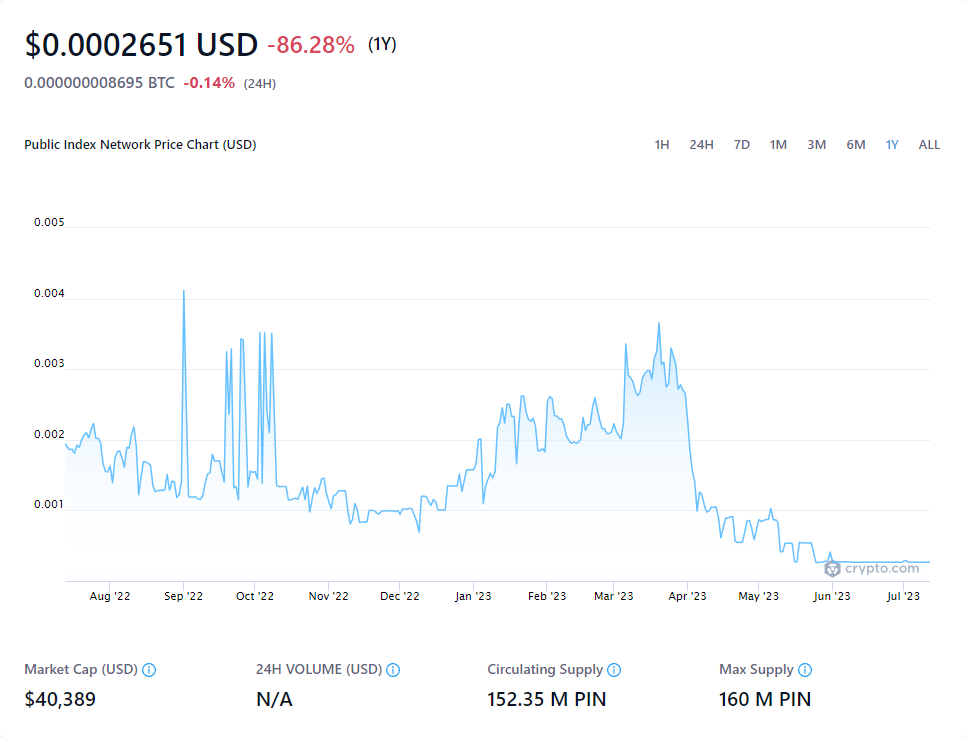 $0.0002651 USD -86.28% (1Y)
0.000000008695 BTC -0.14% (24H)
Public Index Network Price Chart (USD) 1H 24H 7D 1M 3M 6M 1Y ALL
0.005
0.004
0.003
0.002
0.001
crypto.com
Aug '22 Sep '22 Oct '22 Nov '22 Dec '22 Jan '23 Feb '23 Mar '23 Apr '23 May '23 Jun '23 Jul '23
Market Cap (USD) 24H VOLUME (USD) Circulating Supply Max Supply
$40,389 N/A 152.35 M PIN 160 M PIN